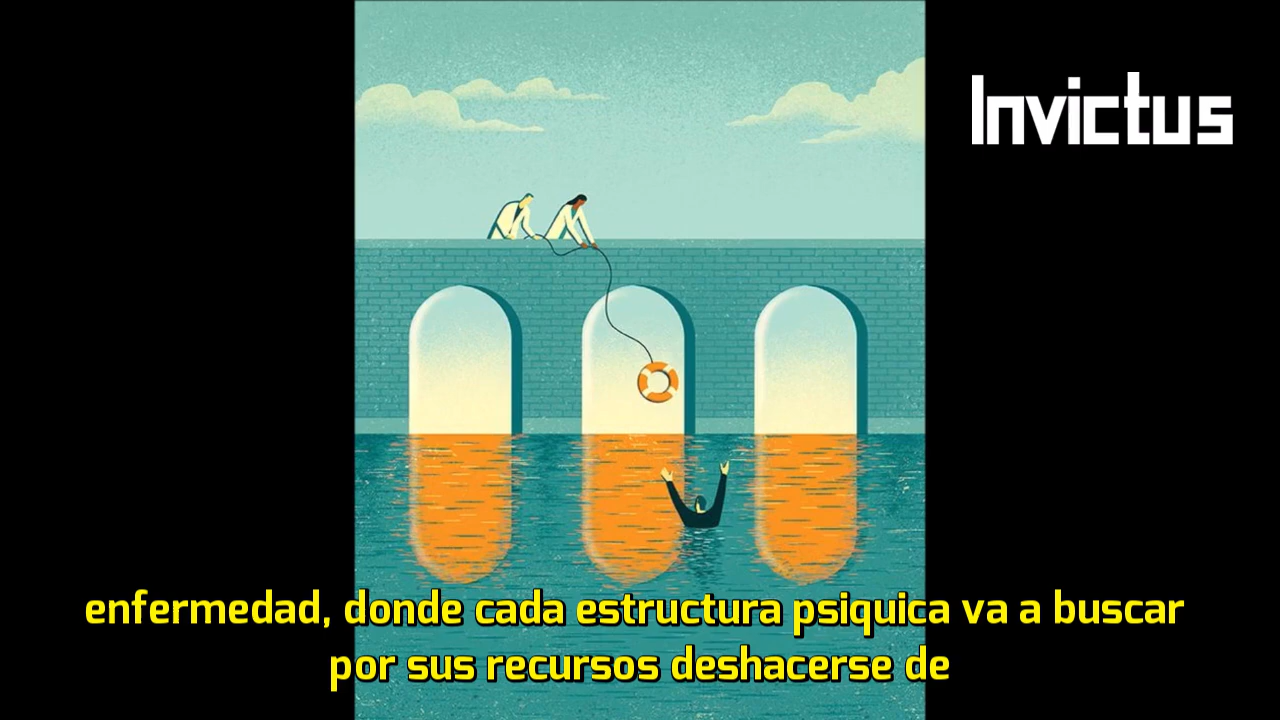 Invictus
enfermedad, donde cada estructura psiquica va a buscar
por sus recursos deshacerse de